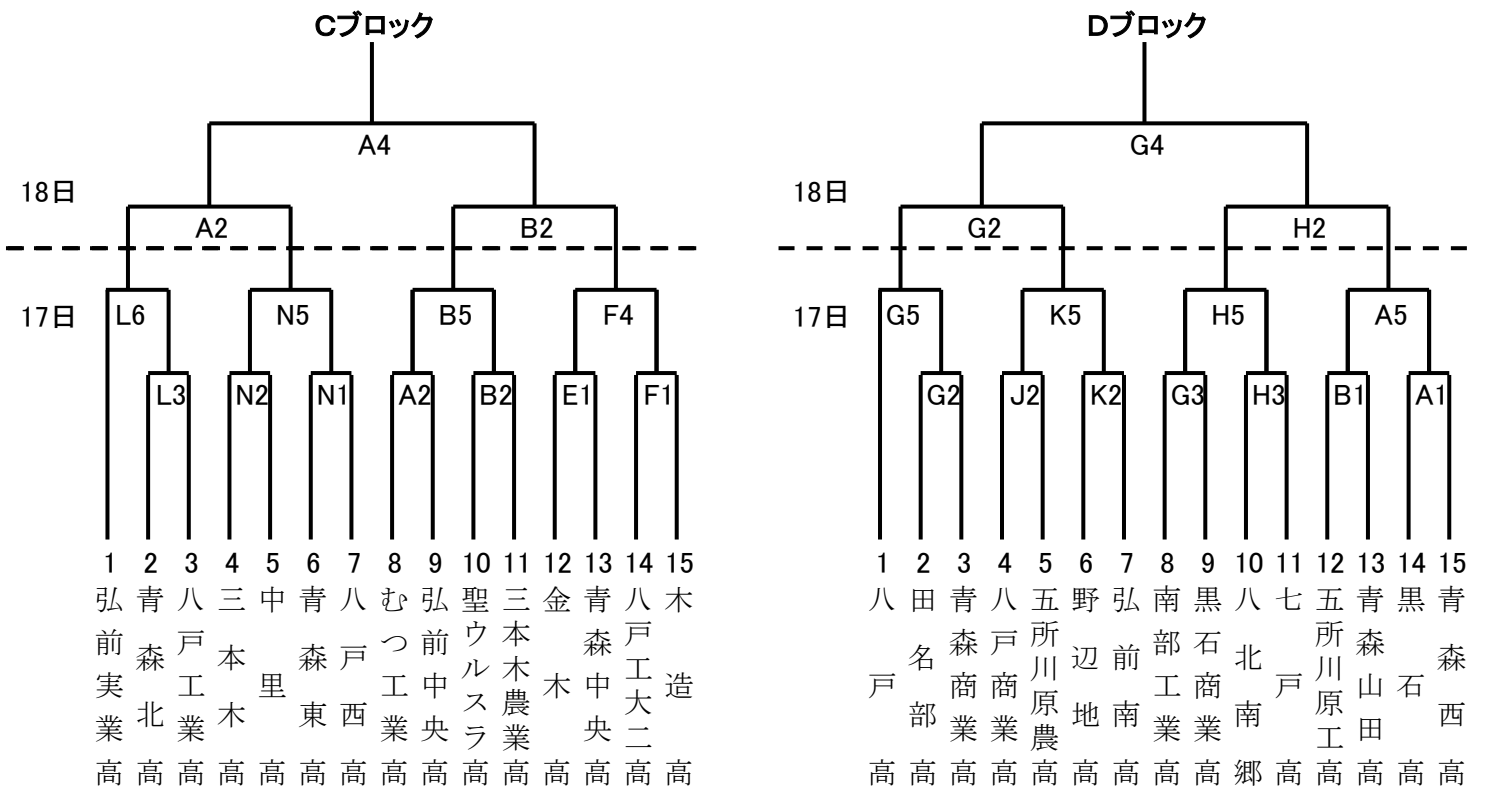 Cブロック Dブロック
A4 G4
18日 18日
A2 B2 G2 H2
17日 L6 N5 B5 F4 17日 G5 K5 H5 A5
L3 N2 N1 A2 B2 E1 F1 G2 J2 K2 G3 H3 B1 A1
1 2 3 4 5 6 7 8 9 10 11 12 13 14 15 1 2 3 4 5 6 7 8 9 10 11 12 13 14 15
弘前実業高
青森北高
八戸工業高
三本木高
中里高
青森東高
八戸西高
むつ工業高
弘前中央高
聖ウルスラ高
三本木農業高
金木高
青森中央高
八戸工大二高
木造高
八戸高
田名部高
青森商業高
八戸商業高
五所川原農高
野辺地高
弘前南高
南部工業高
黒石商業高
八北南郷
七戸高
五所川原工高
青森山田高
黒石高
青森西高